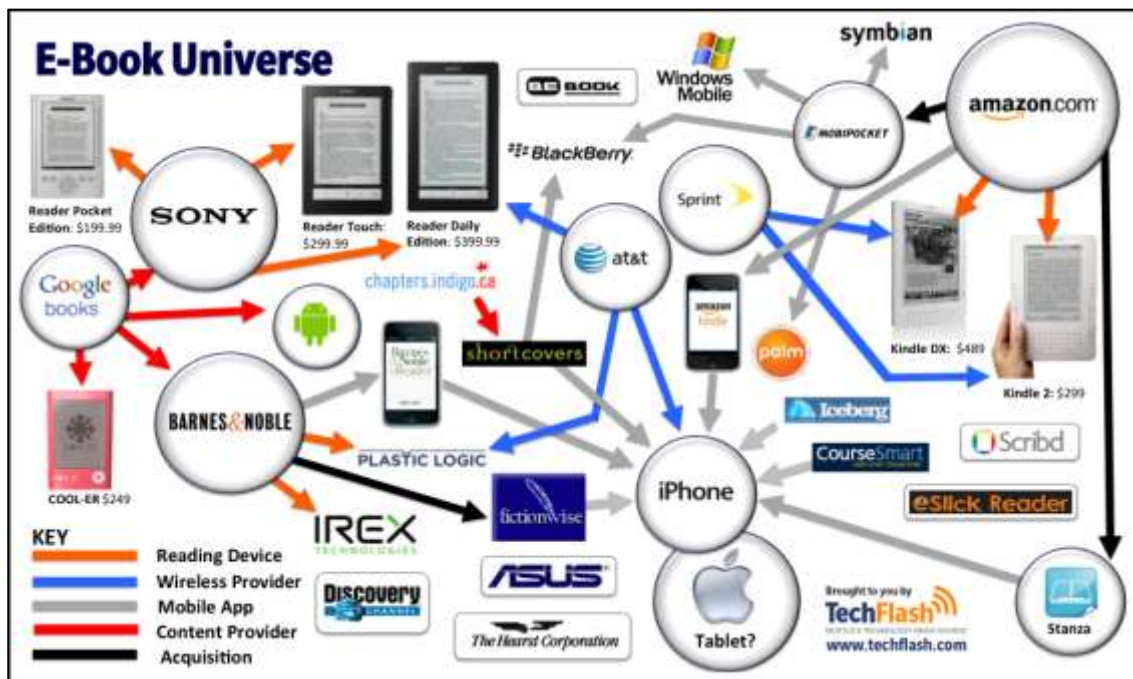 E-Book Universe
BOOK
Windows
Mobile
symbian
amazon.com
MOBIPOCKET
BlackBerry
Sprint
SONY
Reader Pocket
Edition: $199.99
Reader Touch:
$299.99
Reader Daily
Edition: $399.99
at&t
Google
books
chapters.indigo.ca
amazon
kindle
shortcovers
palm
Kindle DX: $489
Kindle 2: $299
Barnes
&Noble
eReader
BARNES&NOBLE
Iceberg
Scribd
CourseSmart
PLASTIC LOGIC
iPhone
eSlick Reader
COOL-ER $249
fictionwise
IREX
TECHNOLOGIES
KEY
Reading Device
Wireless Provider
Mobile App
Content Provider
Acquisition
Discovery
CHANNEL
ASUS
The Hearst Corporation
Tablet?
Brought to you by
TechFlash
www.techflash.com
Stanza